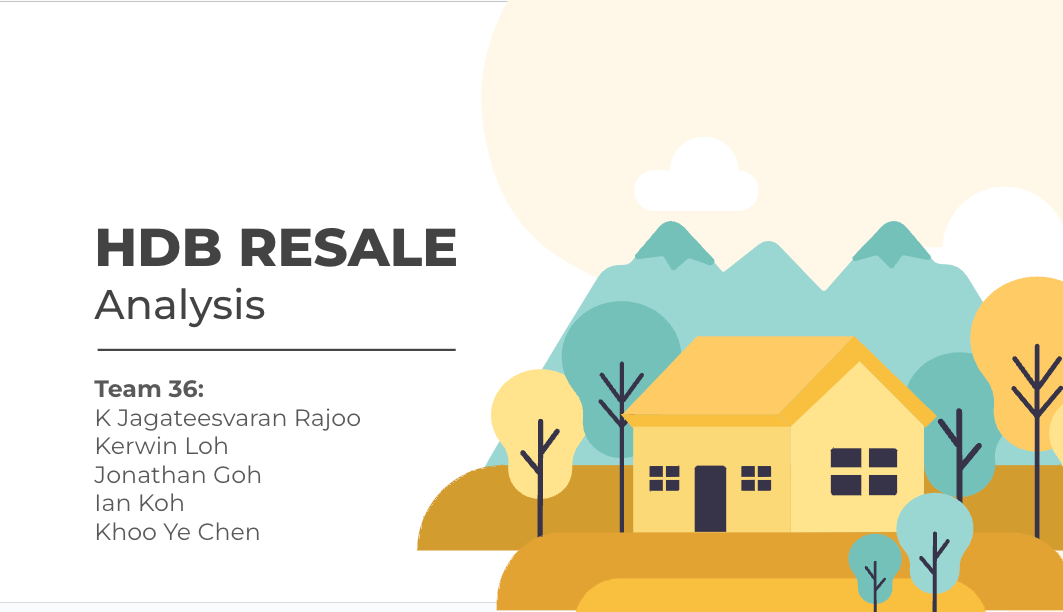 HDB RESALE
Analysis
Team 36:
K Jagateesvaran Rajoo
Kerwin Loh
Jonathan Goh
Ian Koh
Khoo Ye Chen